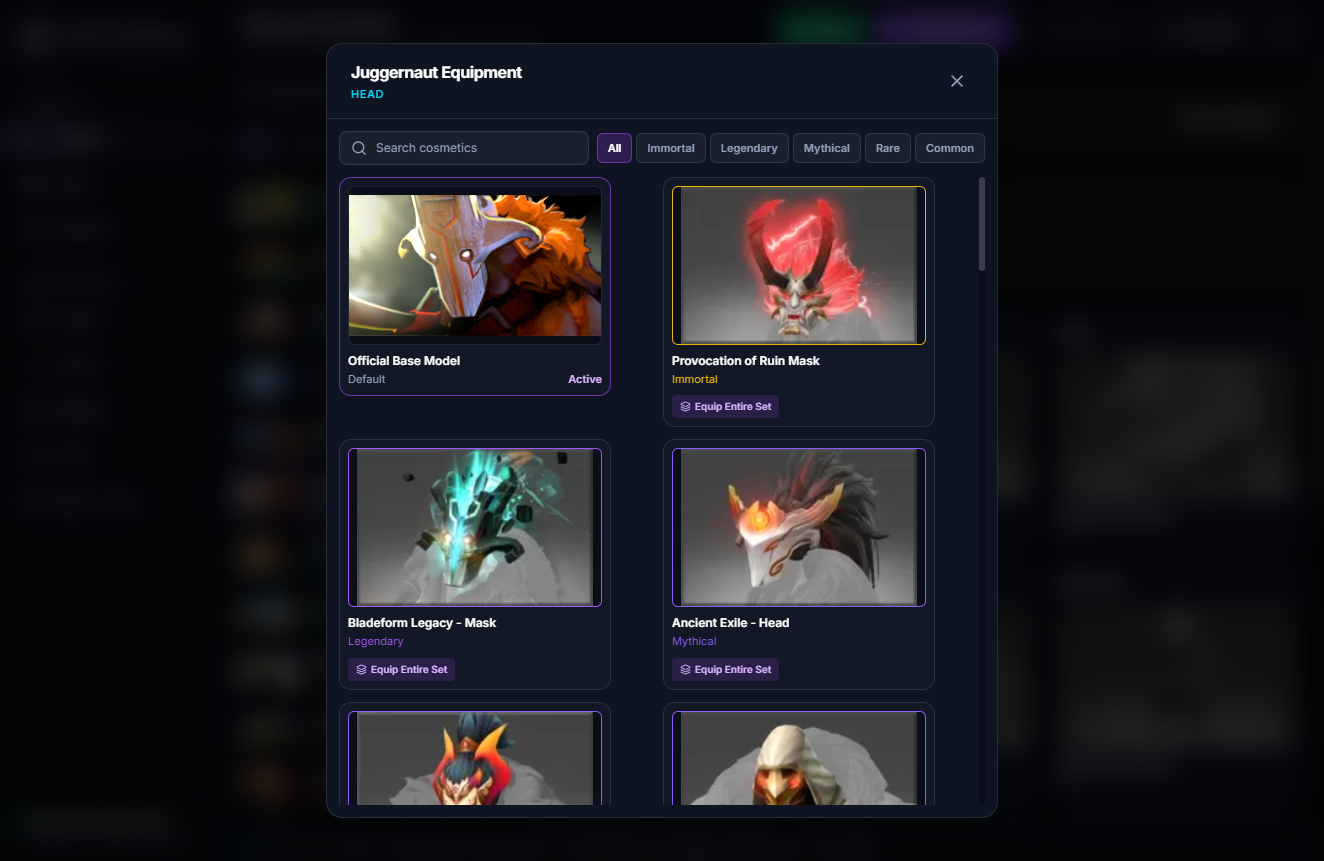 Juggernaut Equipment
HEAD
Search cosmetics
All
Immortal
Legendary
Mythical
Rare
Common
Official Base Model
Default
Active
Provocation of Ruin Mask
Immortal
Equip Entire Set
Bladeform Legacy - Mask
Legendary
Equip Entire Set
Ancient Exile - Head
Mythical
Equip Entire Set